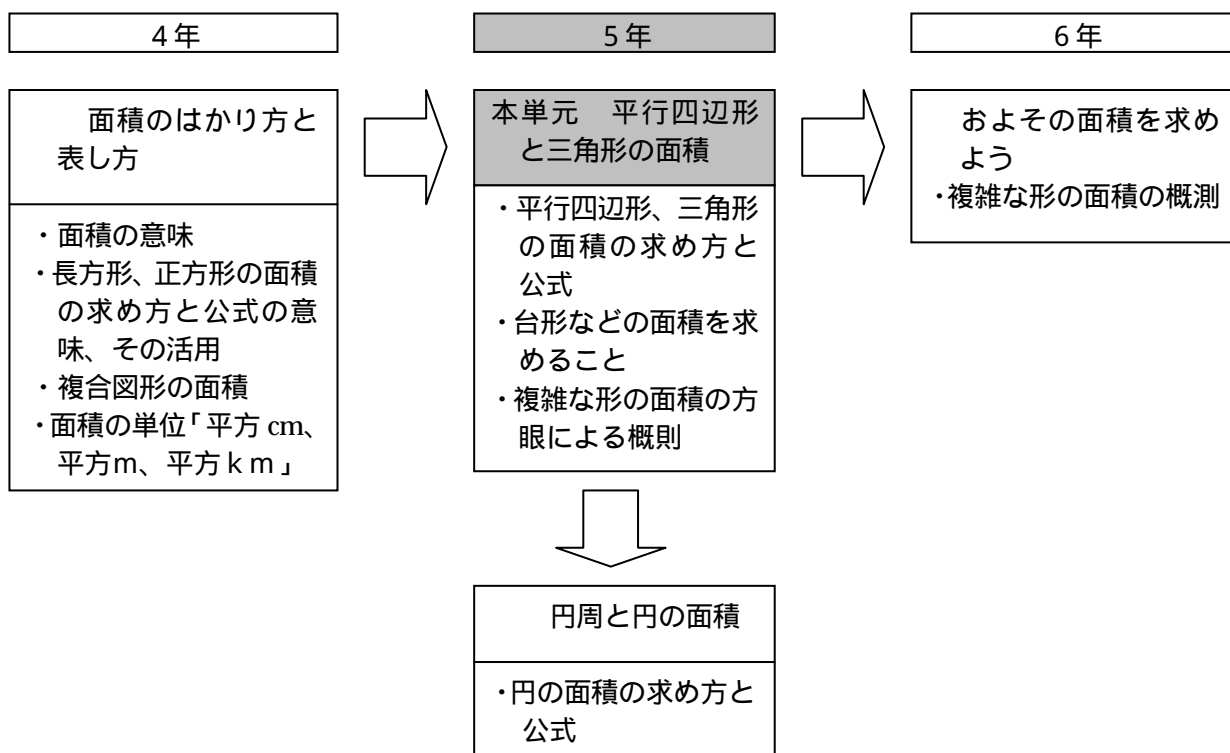 4年
5年
6年
面積のはかり方と
表し方
・面積の意味
・長方形、正方形の面積
の求め方と公式の意
味、その活用
・複合図形の面積
・面積の単位「平方cm、
平方m、平方km」
本単元 平行四辺形
と三角形の面積
・平行四辺形、三角形
の面積の求め方と
公式
・台形などの面積を求
めること
・複雑な形の面積の方
眼による概則
およその面積を求め
よう
・複雑な形の面積の概測
円周と円の面積
・円の面積の求め方と
公式